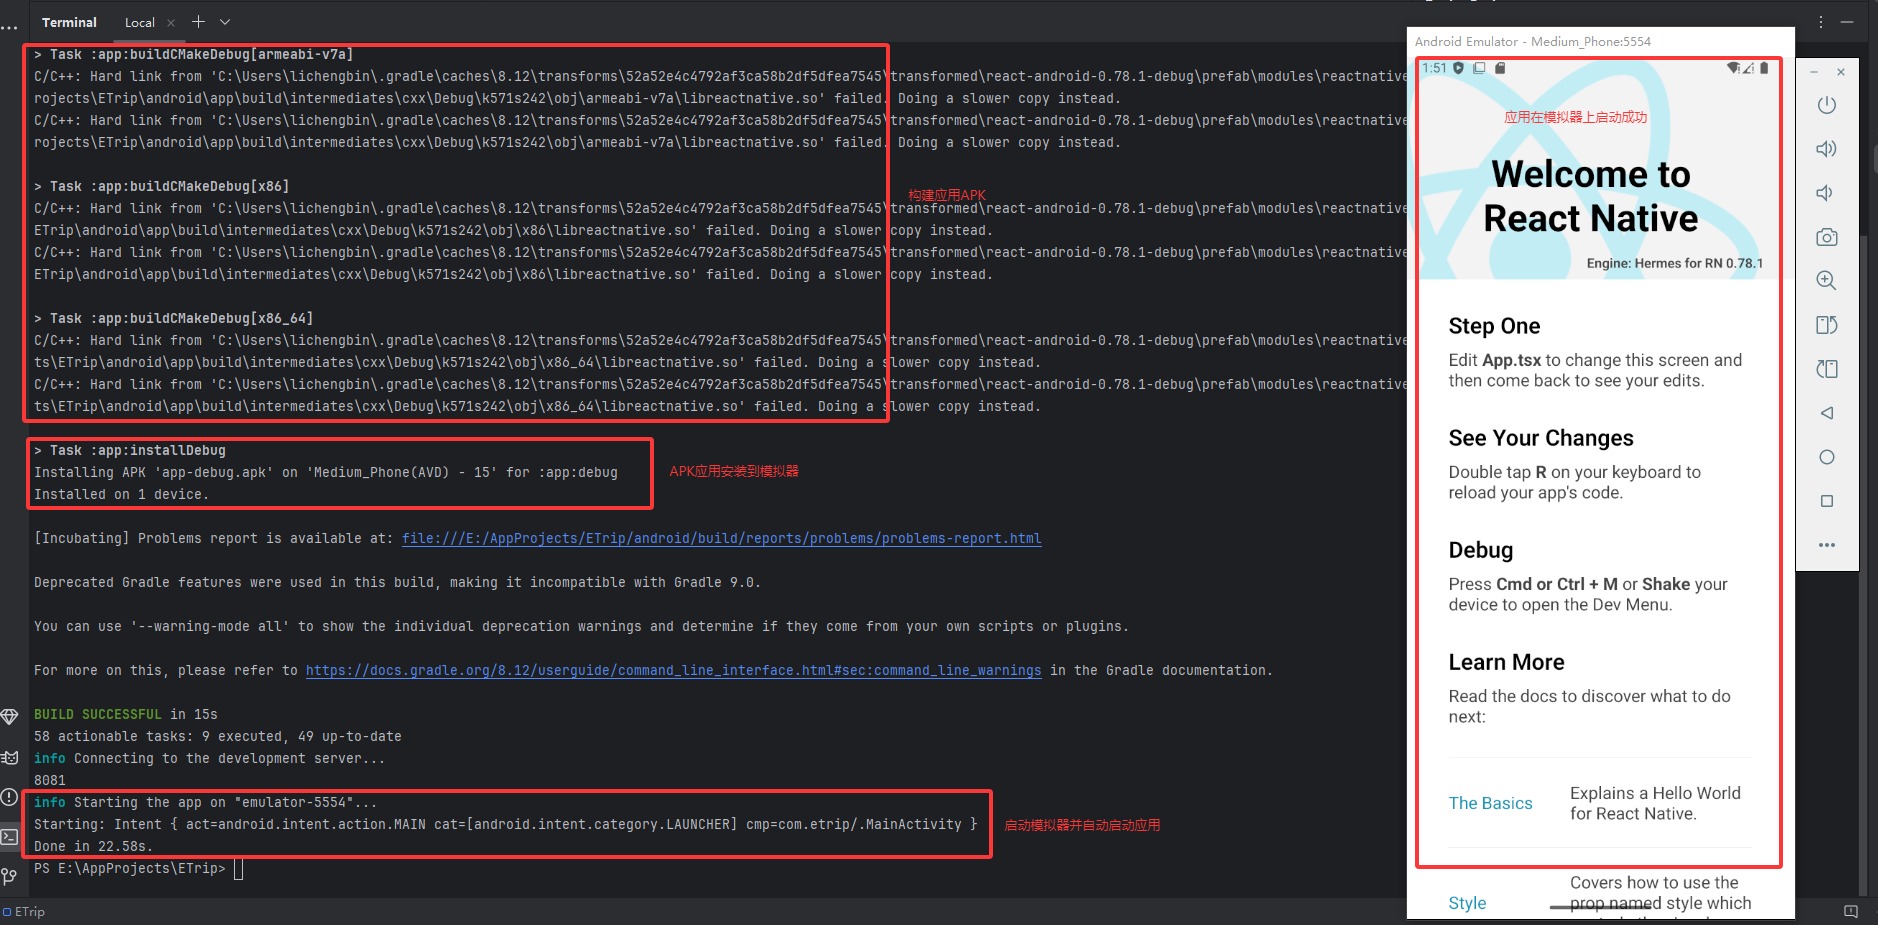 Terminal
Local
> Task :app:buildCMakeDebug[armeabi-v7a]
C/C++: Hard link from 'C:\Users\lichengbin\.gradle\caches\8.12\transforms\52a52e4c4792af3ca58b2df5dfea7545\transformed\react-android-0.78.1-debug\prefab\modules\reactnative
rojects\ETrip\android\app\build\intermediates\cxx\Debug\k571s242\obj\armeabi-v7a\libreactnative.so' failed. Doing a slower copy instead.
C/C++: Hard link from 'C:\Users\lichengbin\.gradle\caches\8.12\transforms\52a52e4c4792af3ca58b2df5dfea7545\transformed\react-android-0.78.1-debug\prefab\modules\reactnative
rojects\ETrip\android\app\build\intermediates\cxx\Debug\k571s242\obj\armeabi-v7a\libreactnative.so' failed. Doing a slower copy instead.
> Task :app:buildCMakeDebug[x86]
构建应用APK
C/C++: Hard link from 'C:\Users\lichengbin\.gradle\caches\8.12\transforms\52a52e4c4792af3ca58b2df5dfea7545\transformed\react-android-0.78.1-debug\prefab\modules\reactnative
ETrip\android\app\build\intermediates\cxx\Debug\k571s242\obj\x86\libreactnative.so' failed. Doing a slower copy instead.
C/C++: Hard link from 'C:\Users\lichengbin\.gradle\caches\8.12\transforms\52a52e4c4792af3ca58b2df5dfea7545\transformed\react-android-0.78.1-debug\prefab\modules\reactnative
ETrip\android\app\build\intermediates\cxx\Debug\k571s242\obj\x86\libreactnative.so' failed. Doing a slower copy instead.
> Task :app:buildCMakeDebug[x86_64]
C/C++: Hard link from 'C:\Users\lichengbin\.gradle\caches\8.12\transforms\52a52e4c4792af3ca58b2df5dfea7545\transformed\react-android-0.78.1-debug\prefab\modules\reactnative
ts\ETrip\android\app\build\intermediates\cxx\Debug\k571s242\obj\x86_64\libreactnative.so' failed. Doing a slower copy instead.
C/C++: Hard link from 'C:\Users\lichengbin\.gradle\caches\8.12\transforms\52a52e4c4792af3ca58b2df5dfea7545\transformed\react-android-0.78.1-debug\prefab\modules\reactnative
ts\ETrip\android\app\build\intermediates\cxx\Debug\k571s242\obj\x86_64\libreactnative.so' failed. Doing a slower copy instead.
> Task :app:installDebug
Installing APK 'app-debug.apk' on 'Medium_Phone(AVD) - 15' for :app:debug
Installed on 1 device.
APK应用安装到模拟器
[Incubating] Problems report is available at: file:///E:/AppProjects/ETrip/android/build/reports/problems/problems-report.html
Deprecated Gradle features were used in this build, making it incompatible with Gradle 9.0.
You can use '--warning-mode all' to show the individual deprecation warnings and determine if they come from your own scripts or plugins.
For more on this, please refer to https://docs.gradle.org/8.12/userguide/command_line_interface.html#sec:command_line_warnings in the Gradle documentation.
BUILD SUCCESSFUL in 15s
58 actionable tasks: 9 executed, 49 up-to-date
info Connecting to the development server...
8081
info Starting the app on "emulator-5554"...
Starting: Intent { act=android.intent.action.MAIN cat=[android.intent.category.LAUNCHER] cmp=com.etrip/.MainActivity }
启动模拟器并自动启动应用
Done in 22.58s.
PS E:\AppProjects\ETrip>
ETrip
Android Emulator - Medium_Phone:5554
1:51
应用在模拟器上启动成功
Welcome to
React Native
Engine: Hermes for RN 0.78.1
Step One
Edit App.tsx to change this screen and
then come back to see your edits.
See Your Changes
Double tap R on your keyboard to
reload your app's code.
Debug
Press Cmd or Ctrl + M or Shake your
device to open the Dev Menu.
Learn More
Read the docs to discover what to do
next:
The Basics
Explains a Hello World
for React Native.
Style
Covers how to use the
prop named style which